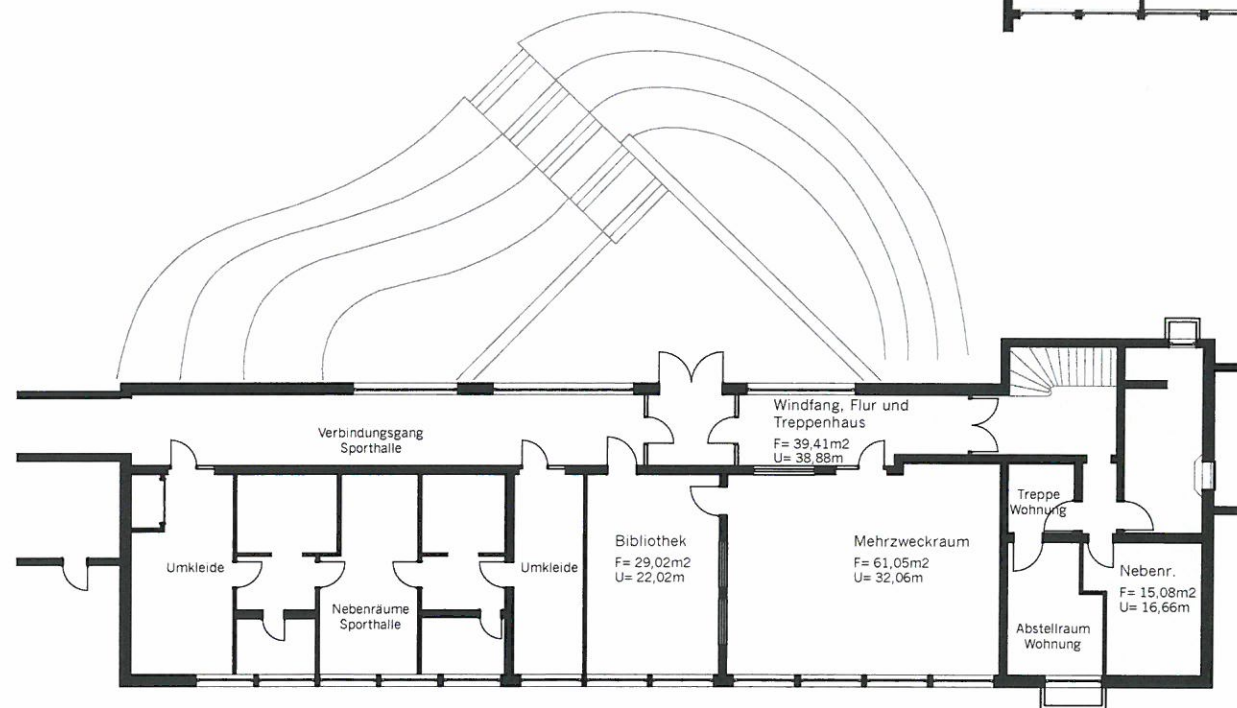 Windfang, Flur und
Treppenhaus
F= 39,41m2
U= 38,88m
Verbindungsgang
Sporthalle
Treppe
Wohnung
Bibliothek
F= 29,02m2
U= 22,02m
Mehrzweckraum
F= 61,05m2
U= 32,06m
Umkleide
Umkleide
Nebenr.
F= 15,08m2
U= 16,66m
Nebenräume
Sporthalle
Abstellraum
Wohnung